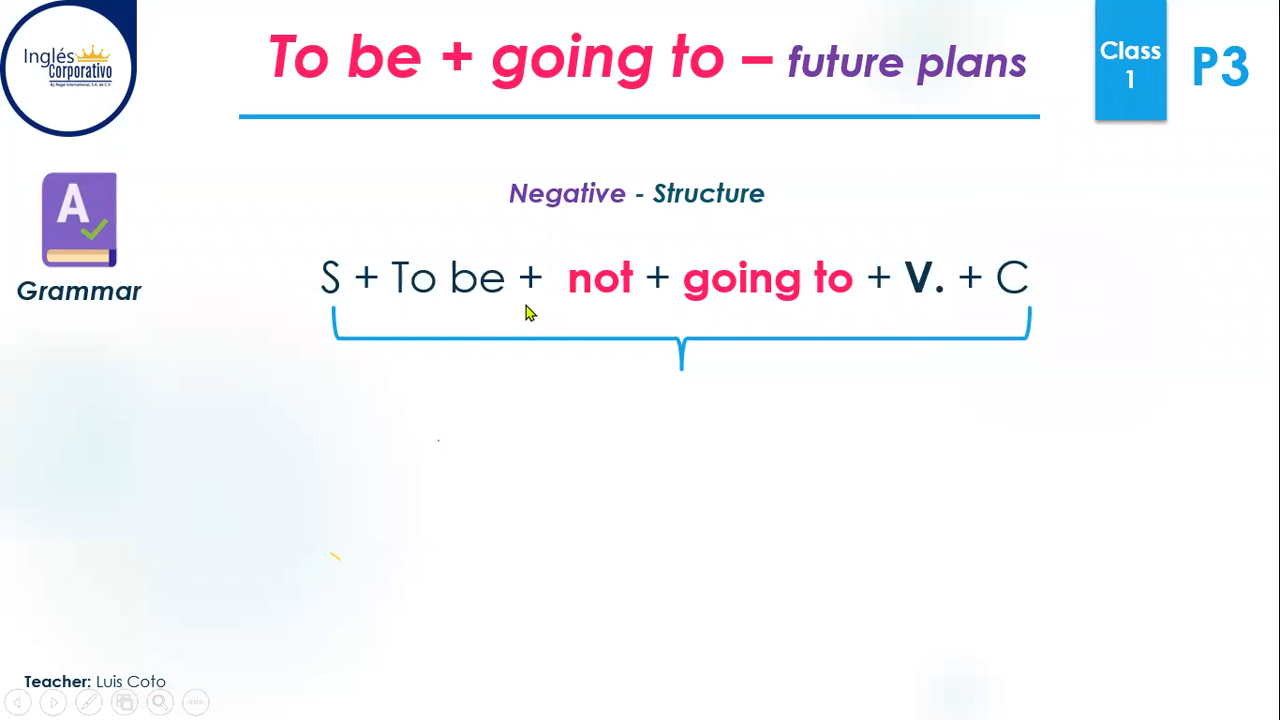 Inglés
Corporativo
By Regal International, S.A. de C.V.
To be + going to – future plans
Class
1
P3
A
Grammar
Negative - Structure
S + To be + not + going to + V. + C
Teacher: Luis Coto